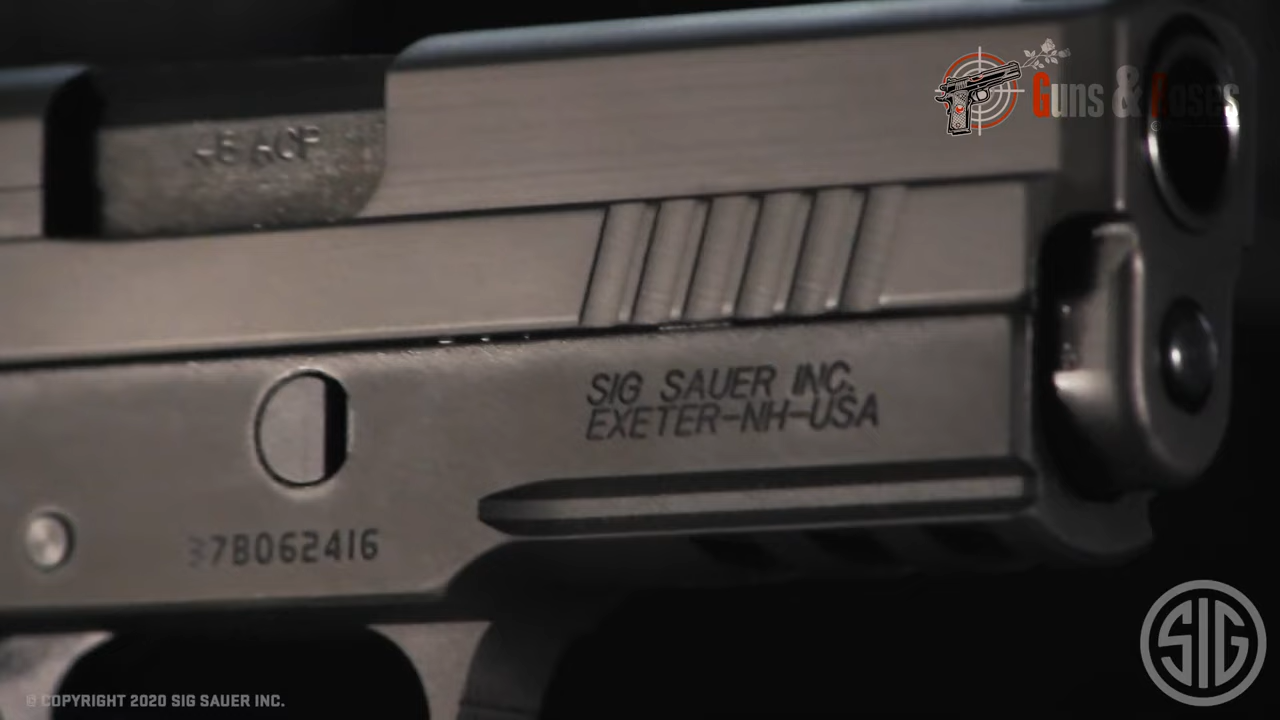 Guns & Roses
45 ACP
SIG SAUER INC.
EXETER-NH-USA
37B062416
SIG
© COPYRIGHT 2020 SIG SAUER INC.